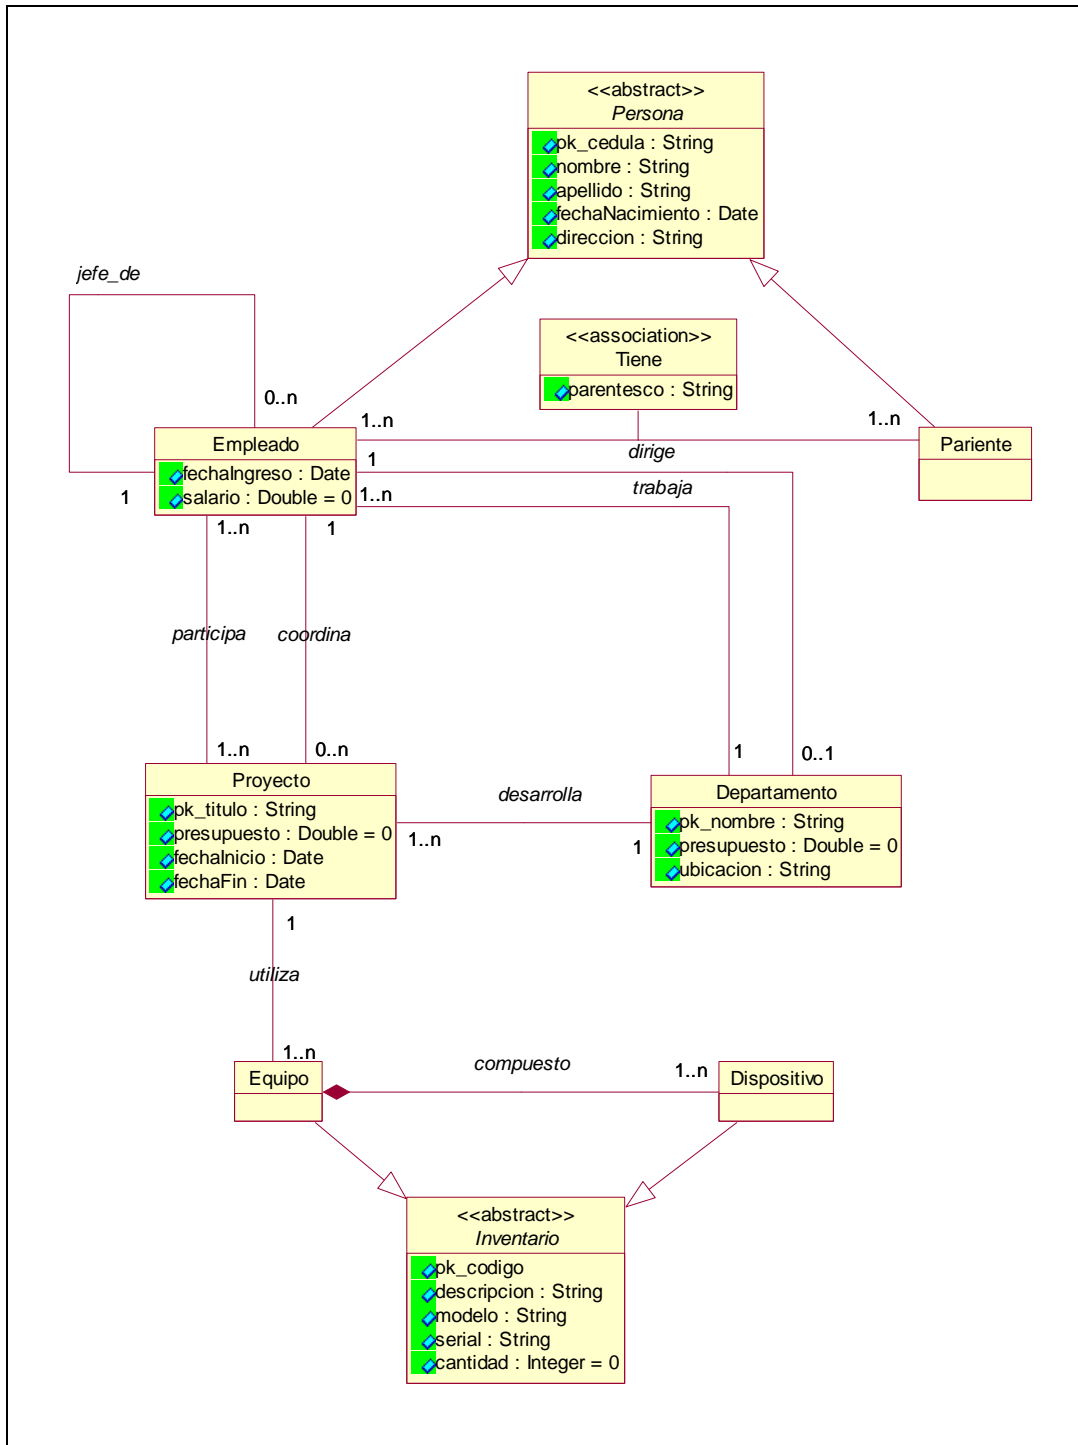 <<abstract>>
Persona
pk_cedula : String
nombre : String
apellido : String
fechaNacimiento : Date
direccion : String
jefe_de
<<association>>
Tiene
parentesco : String
0..n
1..n
1..n
Empleado
fechaIngreso : Date
salario : Double = 0
dirige
Pariente
1
trabaja
1
1..n
1..n
1
participa
coordina
1..n
0..n
1
0..1
Proyecto
pk_titulo : String
presupuesto : Double = 0
fechaInicio : Date
fechaFin : Date
desarrolla
1..n
1
Departamento
pk_nombre : String
presupuesto : Double = 0
ubicacion : String
1
utiliza
1..n
Equipo
compuesto
1..n
Dispositivo
<<abstract>>
Inventario
pk_codigo
descripcion : String
modelo : String
serial : String
cantidad : Integer = 0